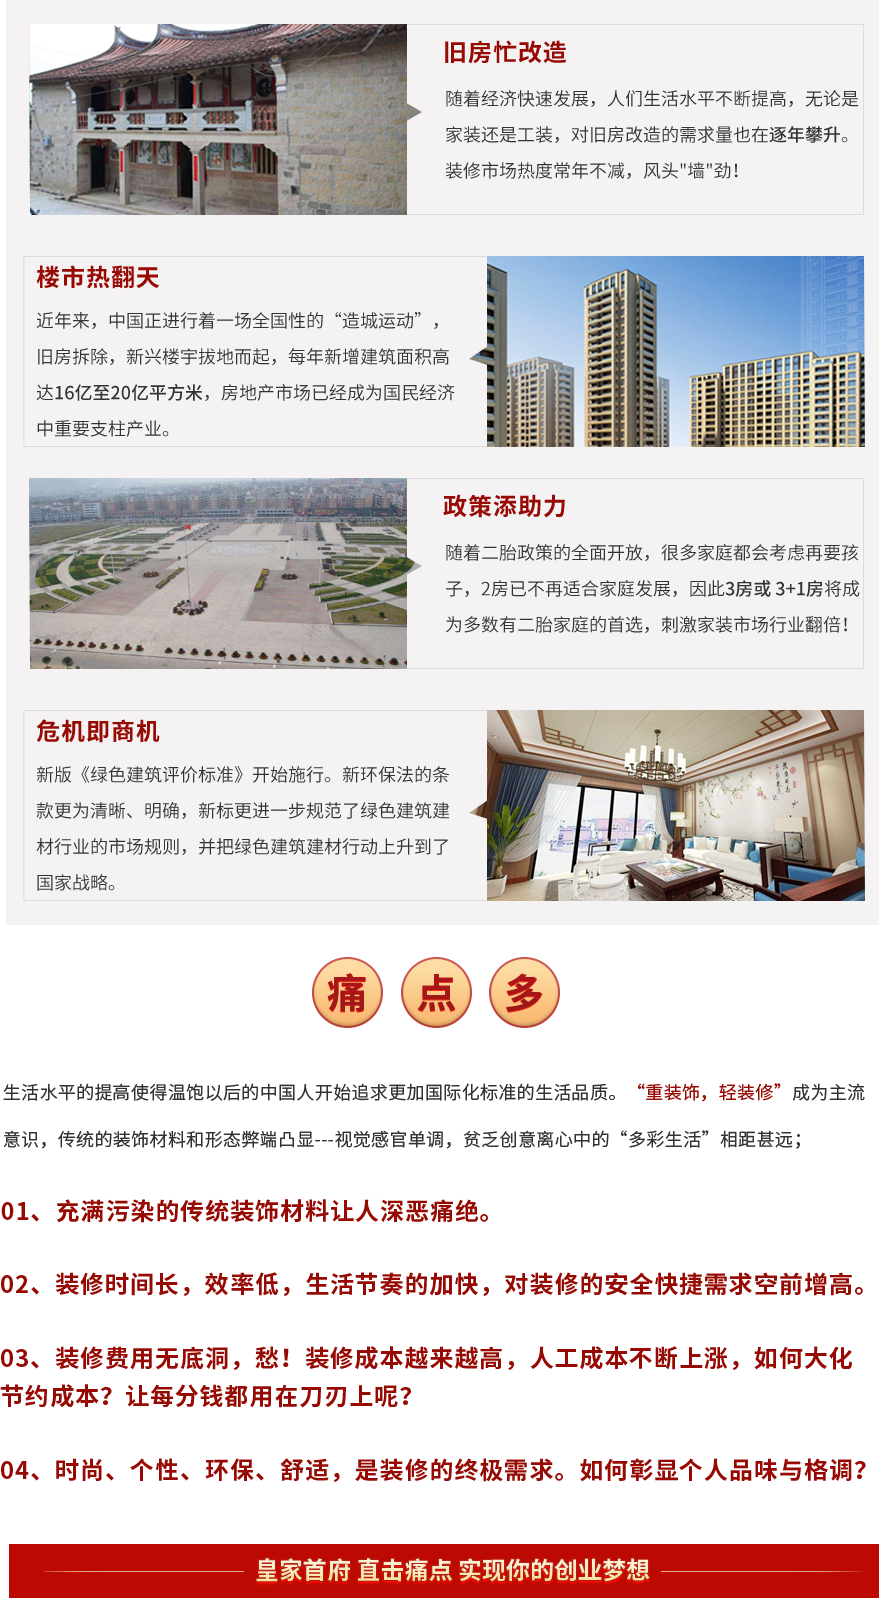 旧房忙改造
随着经济快速发展，人们生活水平不断提高，无论是
家装还是工装，对旧房改造的需求量也在逐年攀升。
装修市场热度常年不减，风头"墙"劲！
楼市热翻天
近年来，中国正进行着一场全国性的“造城运动”，
旧房拆除，新兴楼宇拔地而起，每年新增建筑面积高
达16亿至20亿平方米，房地产市场已经成为国民经济
中重要支柱产业。
政策添助力
随着二胎政策的全面开放，很多家庭都会考虑再要孩
子，2房已不再适合家庭发展，因此3房或 3+1房将成
为多数有二胎家庭的首选，刺激家装市场行业翻倍！
危机即商机
新版《绿色建筑评价标准》开始施行。新环保法的条
款更为清晰、明确，新标更进一步规范了绿色建筑建
材行业的市场规则，并把绿色建筑建材行动上升到了
国家战略。
痛 点 多
生活水平的提高使得温饱以后的中国人开始追求更加国际化标准的生活品质。“重装饰，轻装修”成为主流
意识，传统的装饰材料和形态弊端凸显---视觉感官单调，贫乏创意离心中的“多彩生活”相距甚远；
01、充满污染的传统装饰材料让人深恶痛绝。
02、装修时间长，效率低，生活节奏的加快，对装修的安全快捷需求空前增高。
03、装修费用无底洞，愁！装修成本越来越高，人工成本不断上涨，如何大化
节约成本？让每分钱都用在刀刃上呢？
04、时尚、个性、环保、舒适，是装修的终极需求。如何彰显个人品味与格调？
皇家首府 直击痛点 实现你的创业梦想